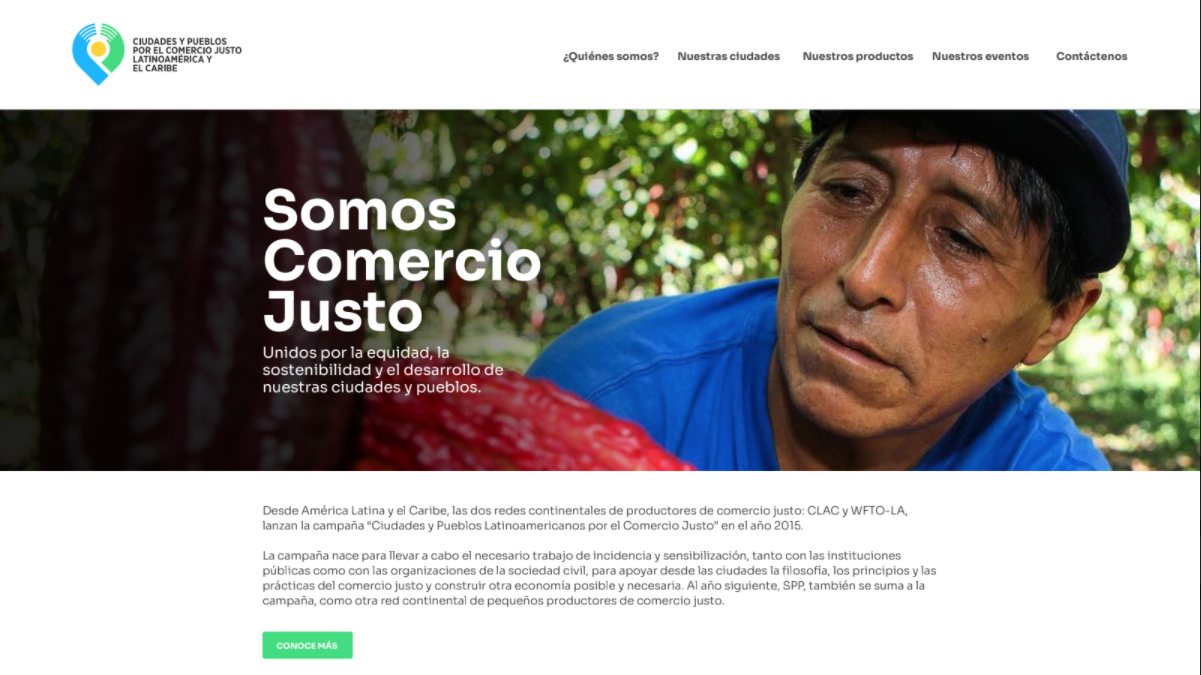 CIUDADES Y PUEBLOS
POR EL COMERCIO JUSTO
LATINOAMÉRICA Y
EL CARIBE
¿Quiénes somos? Nuestras ciudades Nuestros productos Nuestros eventos Contáctenos
Somos
Comercio
Justo
Unidos por la equidad, la
sostenibilidad y el desarrollo de
nuestras ciudades y pueblos.
Desde América Latina y el Caribe, las dos redes continentales de productores de comercio justo: CLAC y WFTO-LA,
lanzan la campaña “Ciudades y Pueblos Latinoamericanos por el Comercio Justo” en el año 2015.
La campaña nace para llevar a cabo el necesario trabajo de incidencia y sensibilización, tanto con las instituciones
públicas como con las organizaciones de la sociedad civil, para apoyar desde las ciudades la filosofía, los principios y las
prácticas del comercio justo y construir otra economía posible y necesaria. Al año siguiente, SPP, también se suma a la
campaña, como otra red continental de pequeños productores de comercio justo.
CONOCE MÁS